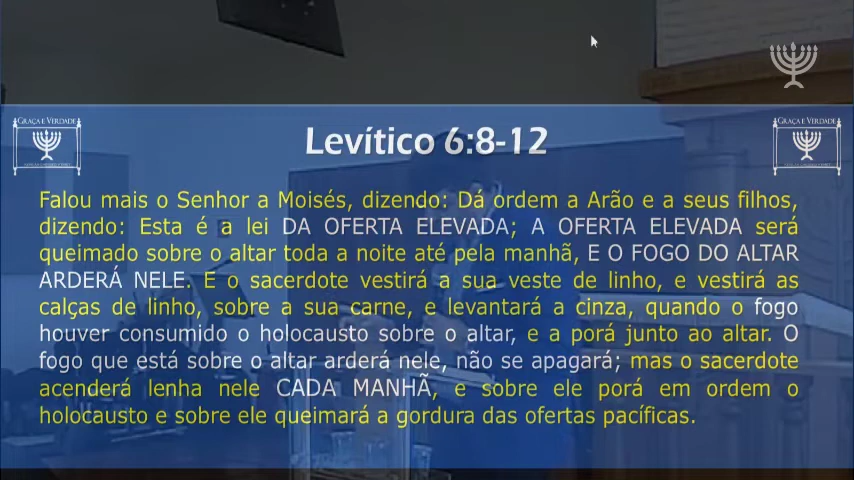 GRAÇA E VERDADE
GRAÇA E VERDADE
Levítico 6:8-12
Falou mais o Senhor a Moisés, dizendo: Dá ordem a Arão e a seus filhos,
dizendo: Esta é a lei DA OFERTA ELEVADA; A OFERTA ELEVADA será
queimado sobre o altar toda a noite até pela manhã, E O FOGO DO ALTAR
ARDERÁ NELE. E o sacerdote vestirá a sua veste de linho, e vestirá as
calças de linho, sobre a sua carne, e levantará a cinza, quando o fogo
houver consumido o holocausto sobre o altar, e a porá junto ao altar. O
fogo que está sobre o altar arderá nele, não se apagará; mas o sacerdote
acenderá lenha nele CADA MANHÃ, e sobre ele porá em ordem o
holocausto e sobre ele queimará a gordura das ofertas pacíficas.